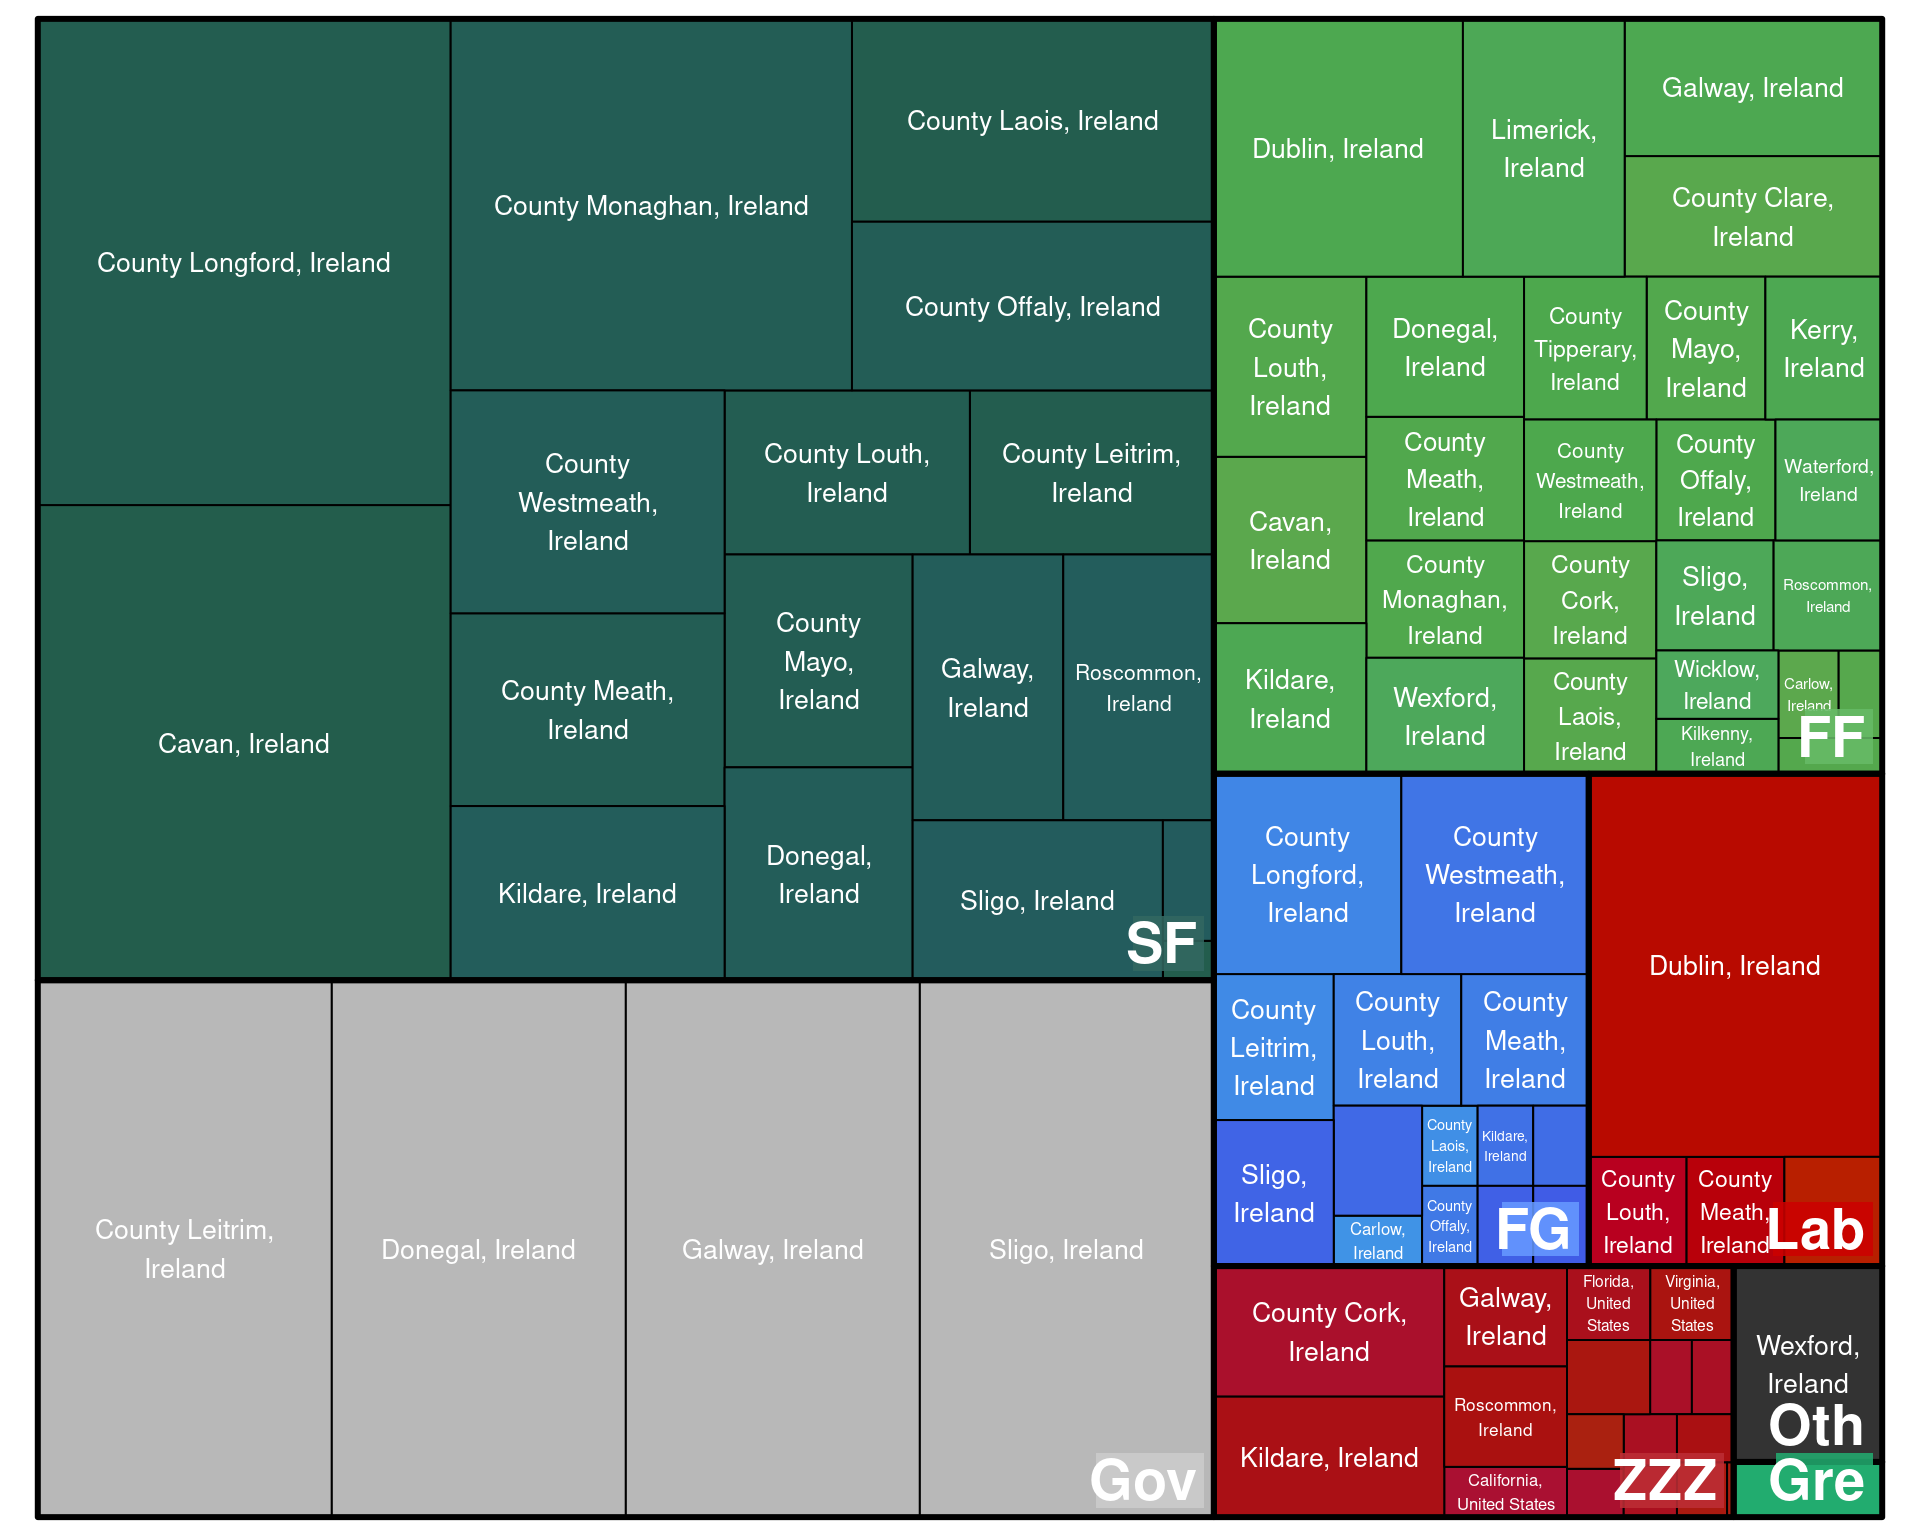 County Longford, Ireland
Cavan, Ireland
County Monaghan, Ireland
County Laois, Ireland
County Offaly, Ireland
County
Westmeath,
Ireland
County Meath,
Ireland
Kildare, Ireland
County Louth,
Ireland
County Leitrim,
Ireland
County
Mayo,
Ireland
Donegal,
Ireland
Galway,
Ireland
Roscommon,
Ireland
Sligo, Ireland
SF
County Leitrim,
Ireland
Donegal, Ireland
Galway, Ireland
Sligo, Ireland
Gov
Dublin, Ireland
Limerick,
Ireland
Galway, Ireland
County Clare,
Ireland
County
Louth,
Ireland
Cavan,
Ireland
Kildare,
Ireland
Donegal,
Ireland
County
Meath,
Ireland
County
Monaghan,
Ireland
Wexford,
Ireland
County
Tipperary,
Ireland
County
Mayo,
Ireland
Kerry,
Ireland
County
Westmeath,
Ireland
County
Offaly,
Ireland
Waterford,
Ireland
County
Cork,
Ireland
County
Laois,
Ireland
Sligo,
Ireland
Roscommon,
Ireland
Wicklow,
Ireland
Kilkenny,
Ireland
Carlow,
Ireland
FF
County
Longford,
Ireland
County
Westmeath,
Ireland
County
Leitrim,
Ireland
Sligo,
Ireland
County
Louth,
Ireland
County
Meath,
Ireland
County
Laois,
Ireland
Kildare,
Ireland
Carlow,
Ireland
County
Offaly,
Ireland
FG
Dublin, Ireland
County
Louth,
Ireland
County
Meath,
Ireland
Lab
County Cork,
Ireland
Kildare, Ireland
Galway,
Ireland
Roscommon,
Ireland
California,
United States
Florida,
United
States
Virginia,
United
States
ZZZ
Wexford,
Ireland
Oth
Gre